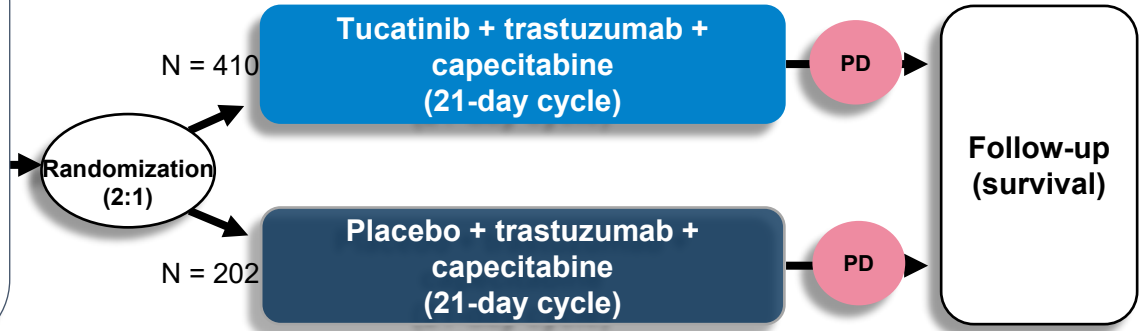 N = 410
Tucatinib + trastuzumab +
capecitabine
(21-day cycle)
PD
Randomization
(2:1)
Follow-up
(survival)
N = 202
Placebo + trastuzumab +
capecitabine
(21-day cycle)
PD